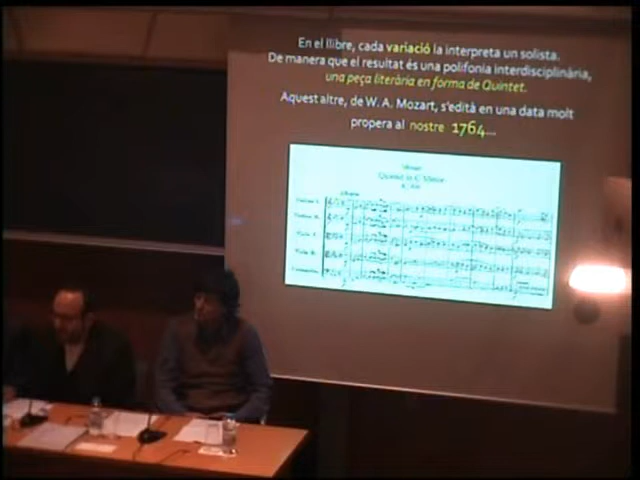 En el llibre, cada variació la interpreta un solista.
De manera que el resultat és una polifonia interdisciplinària,
una peça literària en forma de Quintet.
Aquest altre, de W. A. Mozart, s'edità en una data molt
propera al nostre 1764...
Quintet in C Minor